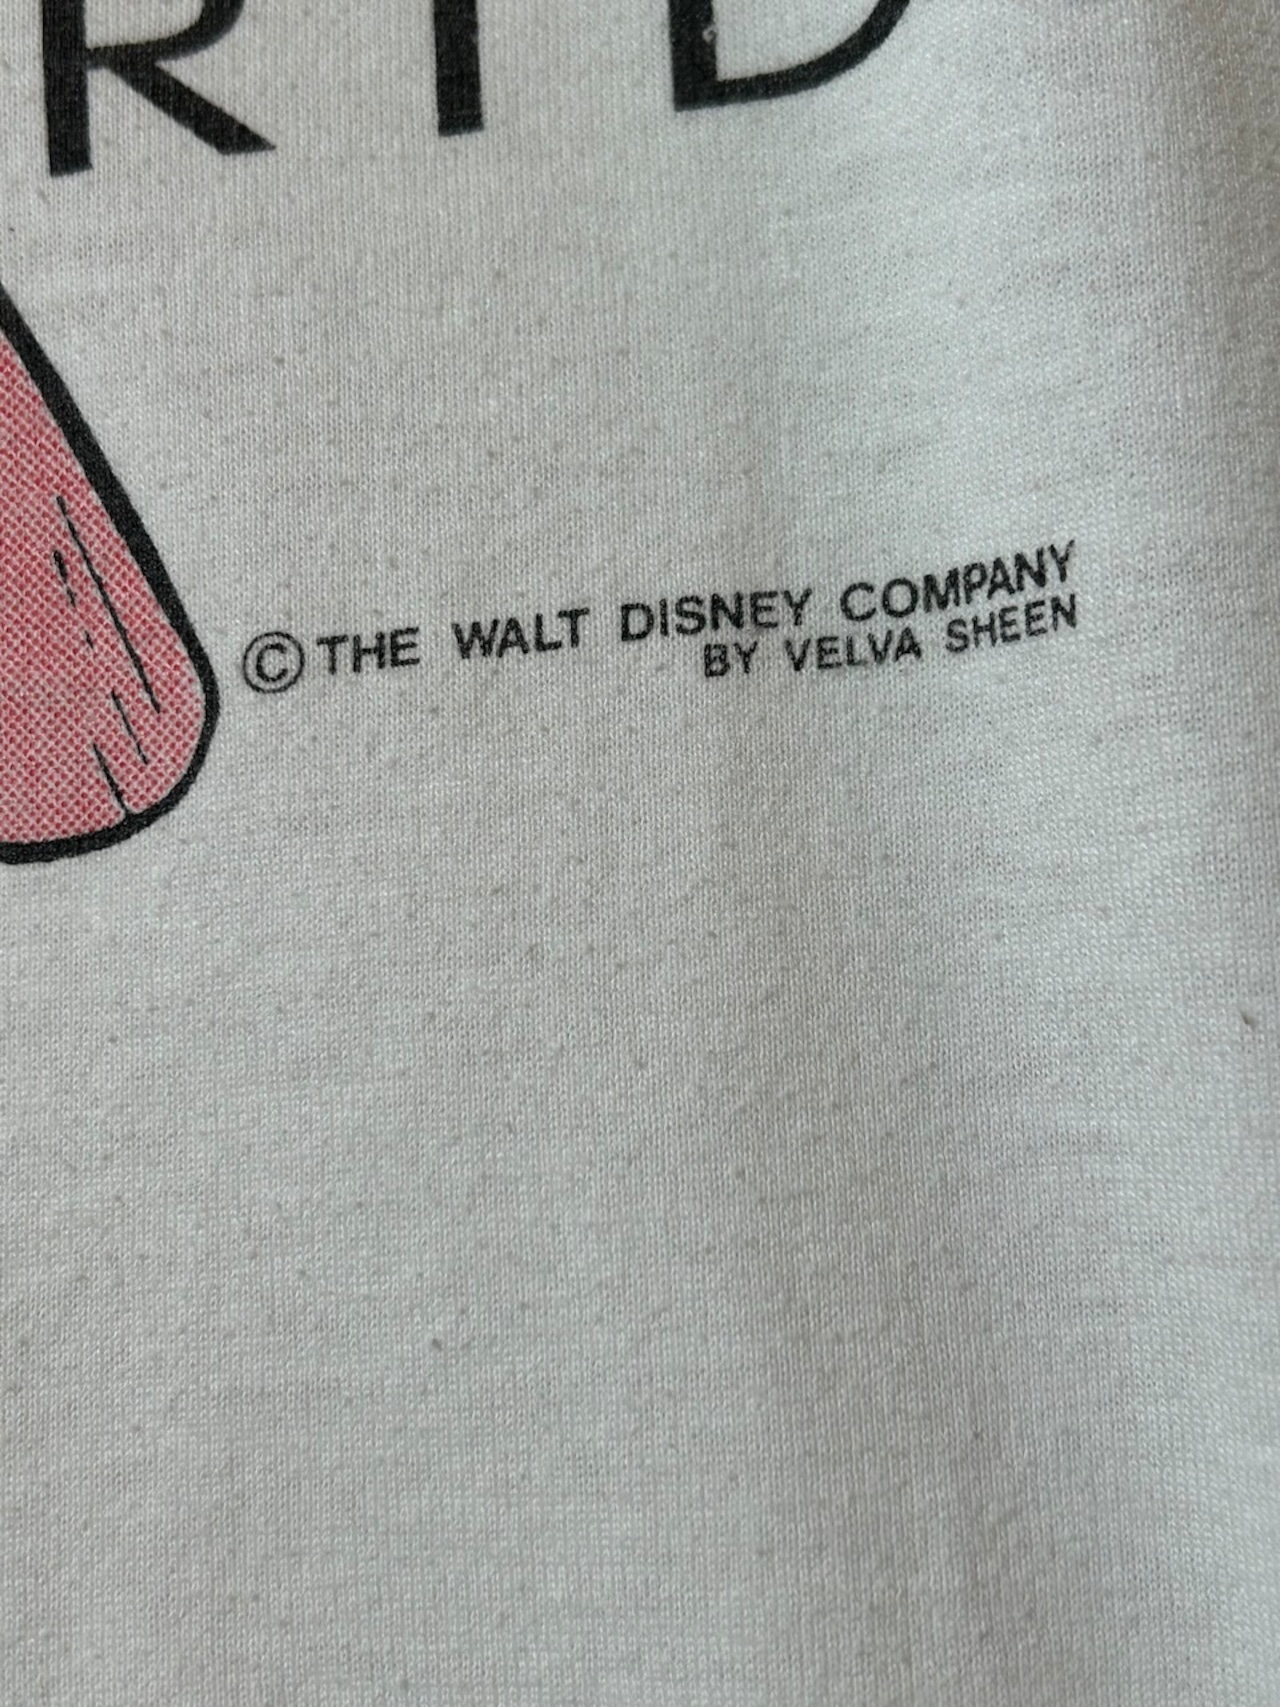 © THE WALT DISNEY COMPANY
BY VELVA SHEEN